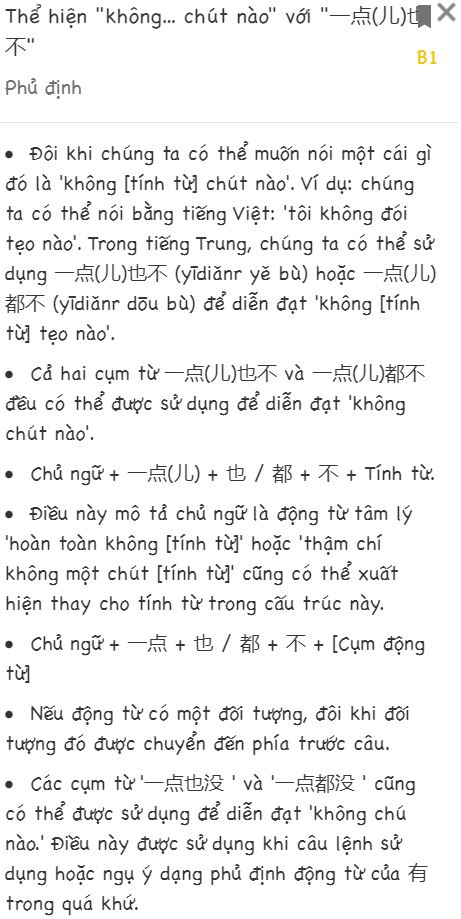 Thể hiện "không... chút nào" với "一点(儿)也
不"
B1
Phủ định
• Đôi khi chúng ta có thể muốn nói một cái gì
đó là 'không [tính từ] chút nào'. Ví dụ: chúng
ta có thể nói bằng tiếng Việt: 'tôi không đói
tẹo nào'. Trong tiếng Trung, chúng ta có thể sử
dụng 一点(儿)也不 (yīdiǎnr yě bù) hoặc 一点(儿)
都不 (yīdiǎnr dōu bù) để diễn đạt 'không [tính
từ] tẹo nào'.
• Cả hai cụm từ 一点(儿)也不 và 一点(儿)都不
đều có thể được sử dụng để diễn đạt 'không
chút nào'.
• Chủ ngữ + 一点(儿) + 也 / 都 + 不 + Tính từ.
• Điều này mô tả chủ ngữ là động từ tâm lý
'hoàn toàn không [tính từ]' hoặc 'thậm chí
không một chút [tính từ]' cũng có thể xuất
hiện thay cho tính từ trong cấu trúc này.
• Chủ ngữ + 一点 + 也 / 都 + 不 + [Cụm động
từ]
• Nếu động từ có một đối tượng, đôi khi đối
tượng đó được chuyển đến phía trước câu.
• Các cụm từ '一点也没 ' và '一点都没 ' cũng
có thể được sử dụng để diễn đạt 'không chú
nào.' Điều này được sử dụng khi câu lệnh sử
dụng hoặc ngụ ý dạng phủ định động từ của 有
trong quá khứ.